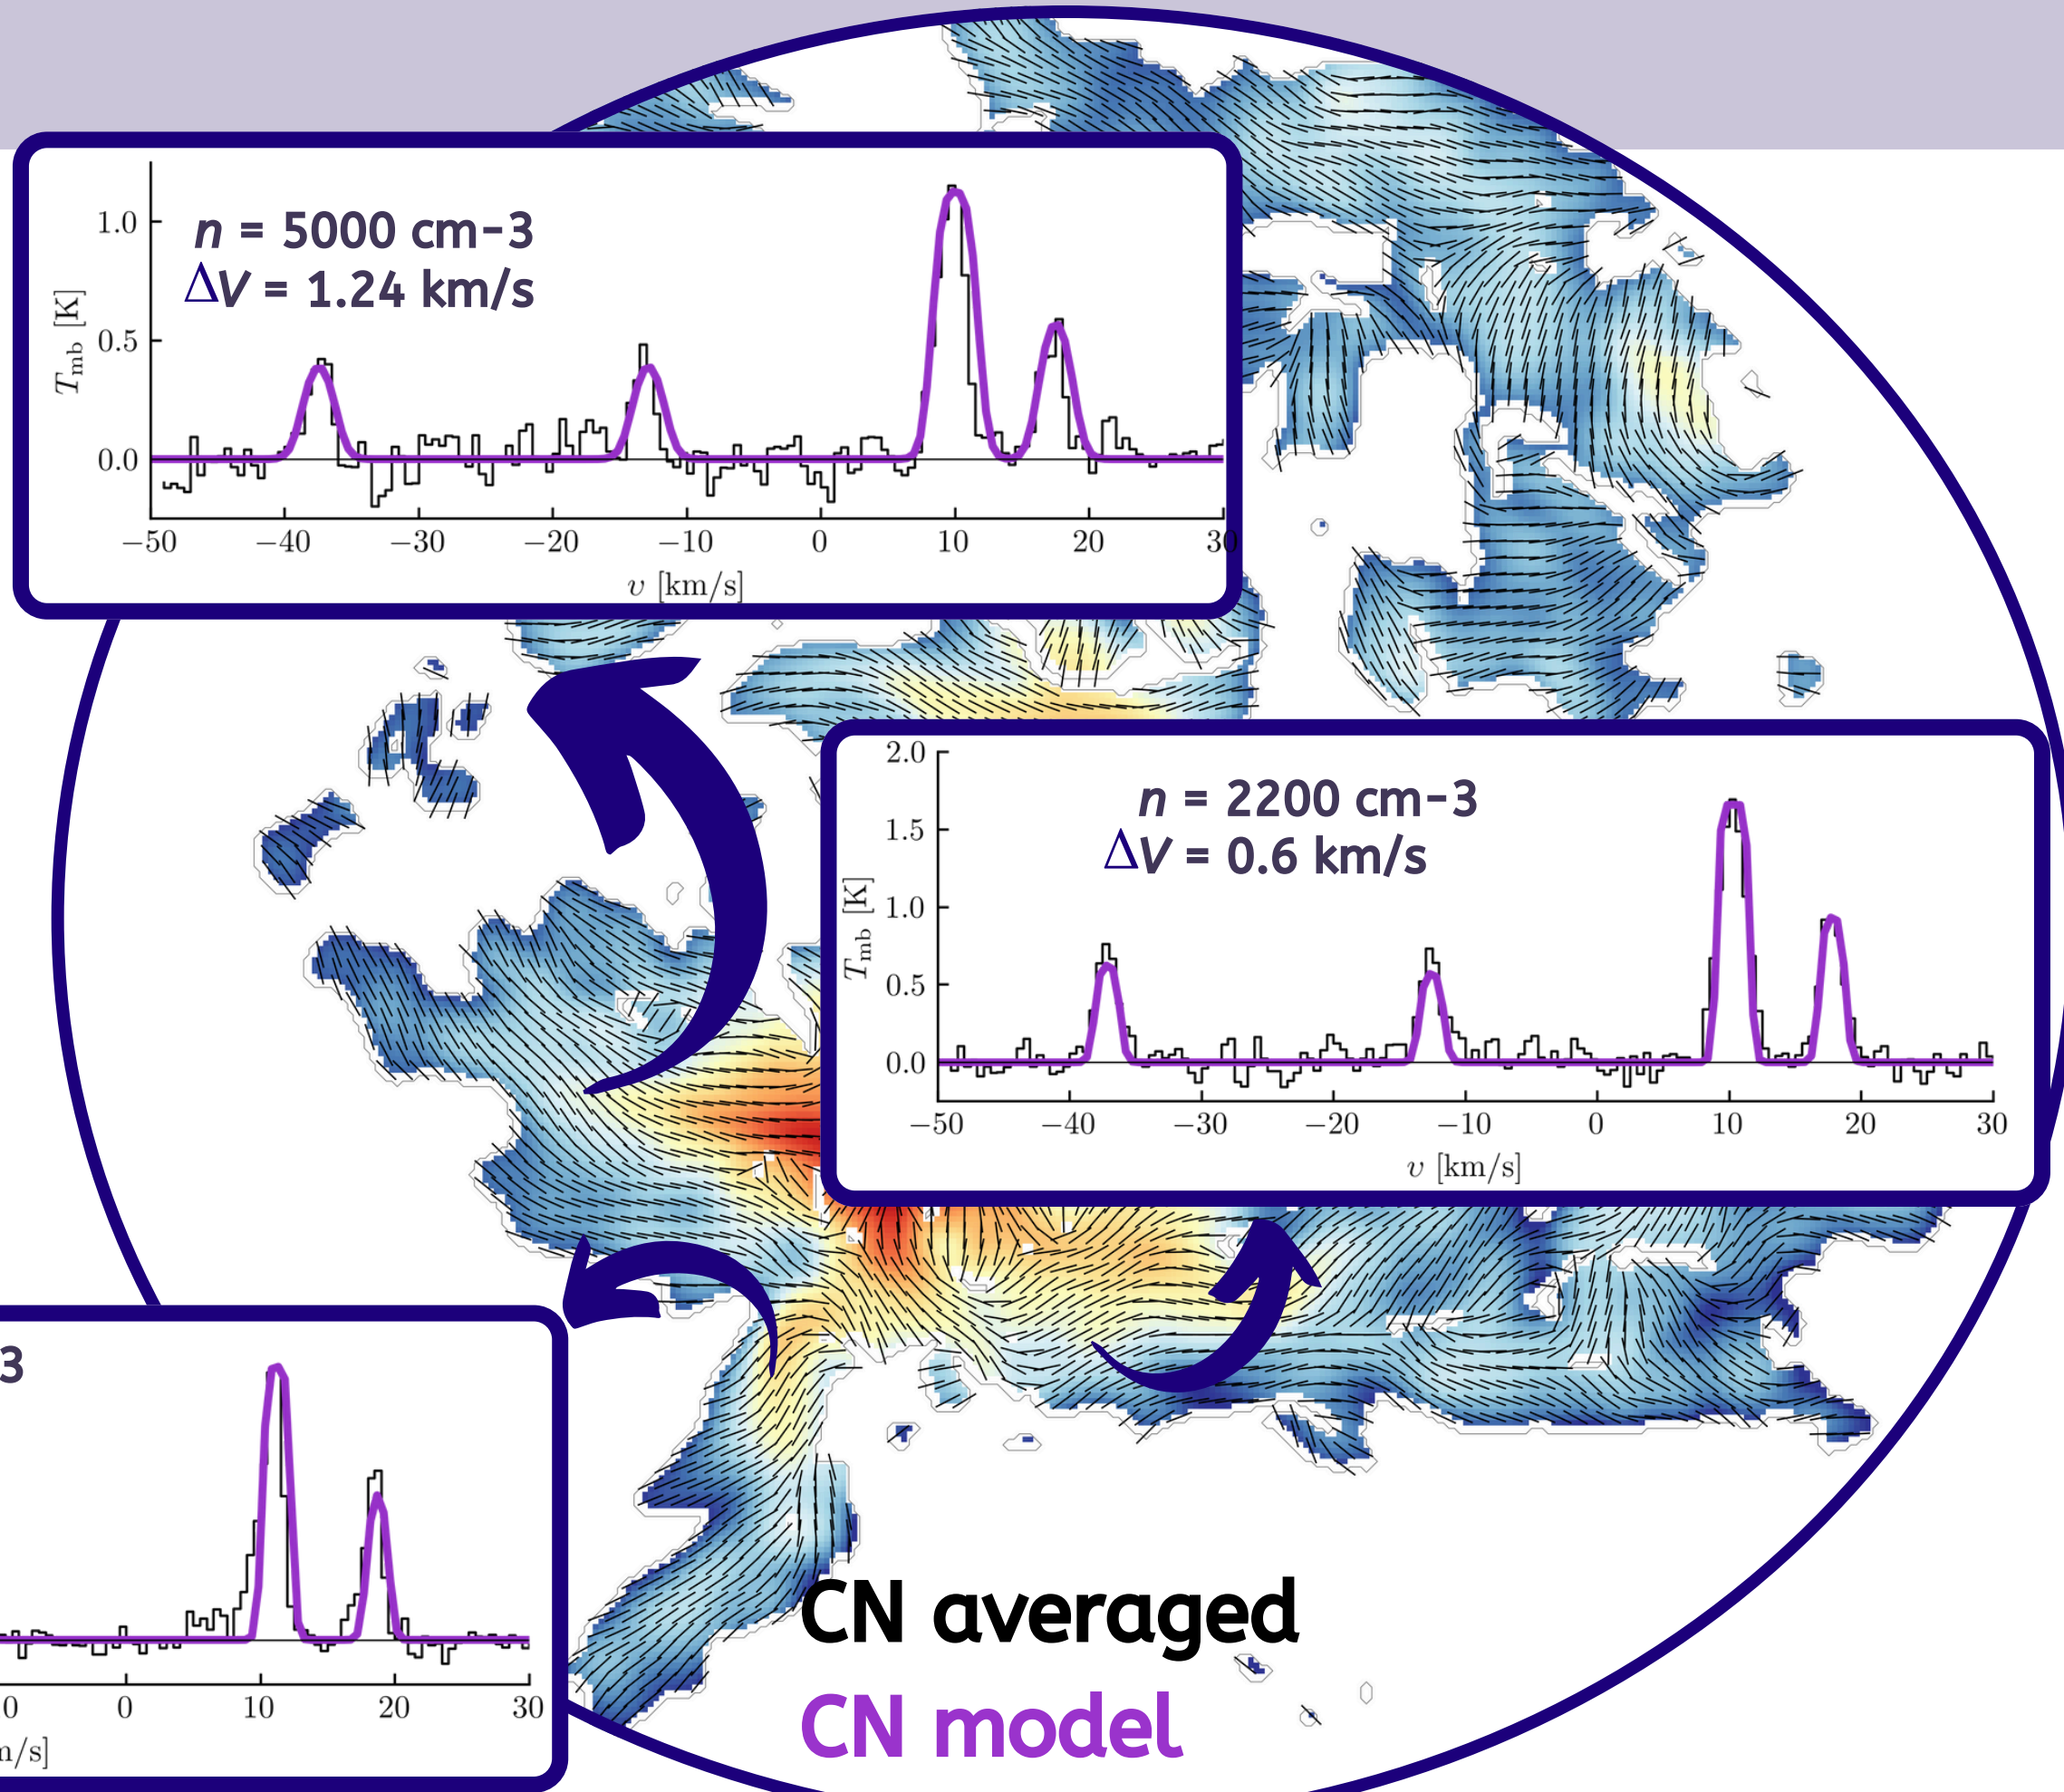 n = 5000 cm-3
ΔV = 1.24 km/s
1.0
0.5
0.0
Tmb [K]
−50 −40 −30 −20 −10 0 10 20 30
υ [km/s]
n = 2200 cm-3
ΔV = 0.6 km/s
2.0
1.5
1.0
0.5
0.0
Tmb [K]
−50 −40 −30 −20 −10 0 10 20 30
υ [km/s]
3
0 0 10 20 30
m/s]
CN averaged
CN model